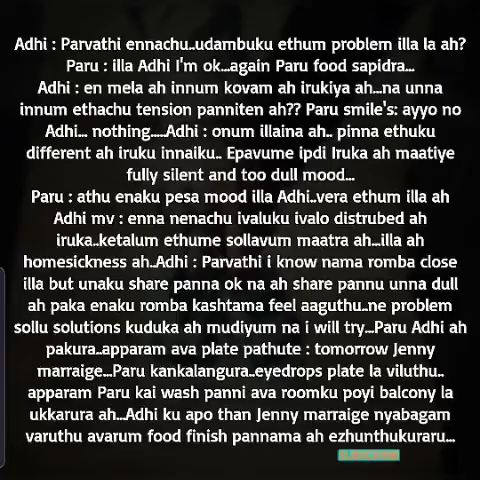 Adhi : Parvathi ennachu..udambuku ethum problem illa la ah?
Paru : illa Adhi I'm ok...again Paru food sapidra...
Adhi : en mela ah innum kovam ah irukiya ah...na unna
innum ethachu tension panniten ah?? Paru smile's: ayyo no
Adhi... nothing.....Adhi : onum illaina ah.. pinna ethuku
different ah iruku innaiku.. Epavume ipdi Iruka ah maatiye
fully silent and too dull mood...
Paru : athu enaku pesa mood illa Adhi..vera ethum illa ah
Adhi mv : enna nenachu ivaluku ivalo distrubed ah
iruka..ketalum ethume sollavum maatra ah...illa ah
homesickness ah..Adhi : Parvathi i know nama romba close
illa but unaku share panna ok na ah share pannu unna dull
ah paka enaku romba kashtama feel aaguthu..ne problem
sollu solutions kuduka ah mudiyum na i will try...Paru Adhi ah
pakura..apparam ava plate pathute : tomorrow Jenny
marraige...Paru kankalangura..eyedrops plate la viluthu..
apparam Paru kai wash panni ava roomku poyi balcony la
ukkarura ah...Adhi ku apo than Jenny marraige nyabagam
varuthu avarum food finish pannama ah ezhunthukuraru...